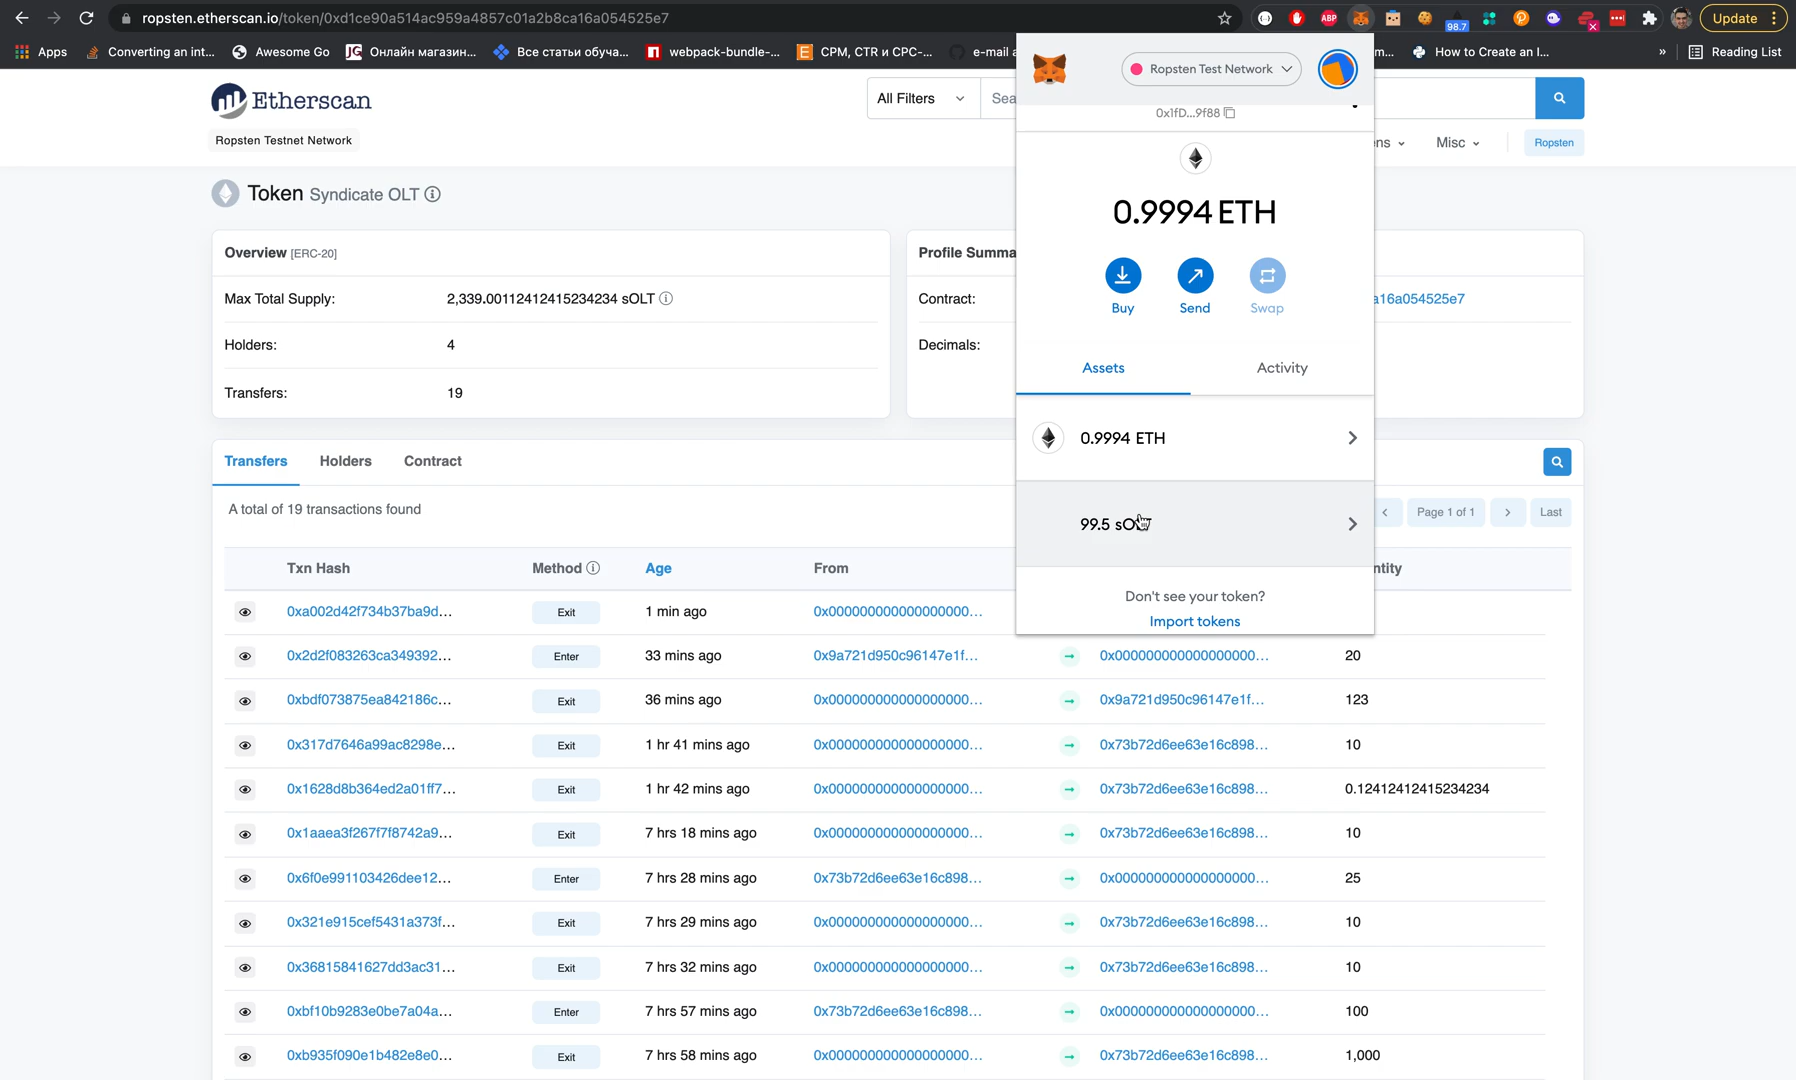 ropsten.etherscan.io/token/0xd1ce90a514ac959a4857c01a2b8ca16a054525e7
ABP
98.7
Update
Apps
Converting an int...
Awesome Go
Онлайн магазин...
Все статьи обуча...
webpack-bundle-...
CPM, CTR и CPC-...
e-mail a
m...
How to Create an I...
»
Reading List
Etherscan
Ropsten Testnet Network
All Filters
Sea
ens
Misc
Ropsten
Ropsten Test Network
0x1fD...9f88
0.9994 ETH
Buy
Send
Swap
Assets
Activity
0.9994 ETH
99.5 sOLT
Don't see your token?
Import tokens
Token Syndicate OLT
Overview [ERC-20]
Max Total Supply:
2,339.00112412415234234 sOLT
Holders:
4
Transfers:
19
Profile Summa
Contract:
a16a054525e7
Decimals:
Transfers
Holders
Contract
A total of 19 transactions found
Page 1 of 1
Last
Txn Hash
Method
Age
From
ntity
0xa002d42f734b37ba9d... Exit 1 min ago 0x000000000000000000...
0x2d2f083263ca349392... Enter 33 mins ago 0x9a721d950c96147e1f... 0x000000000000000000... 20
0xbdf073875ea842186c... Exit 36 mins ago 0x000000000000000000... 0x9a721d950c96147e1f... 123
0x317d7646a99ac8298e... Exit 1 hr 41 mins ago 0x000000000000000000... 0x73b72d6ee63e16c898... 10
0x1628d8b364ed2a01ff7... Exit 1 hr 42 mins ago 0x000000000000000000... 0x73b72d6ee63e16c898... 0.12412412415234234
0x1aaea3f267f7f8742a9... Exit 7 hrs 18 mins ago 0x000000000000000000... 0x73b72d6ee63e16c898... 10
0x6f0e991103426dee12... Enter 7 hrs 28 mins ago 0x73b72d6ee63e16c898... 0x000000000000000000... 25
0x321e915cef5431a373f... Exit 7 hrs 29 mins ago 0x000000000000000000... 0x73b72d6ee63e16c898... 10
0x36815841627dd3ac31... Exit 7 hrs 32 mins ago 0x000000000000000000... 0x73b72d6ee63e16c898... 10
0xbf10b9283e0be7a04a... Enter 7 hrs 57 mins ago 0x73b72d6ee63e16c898... 0x000000000000000000... 100
0xb935f090e1b482e8e0... Exit 7 hrs 58 mins ago 0x000000000000000000... 0x73b72d6ee63e16c898... 1,000